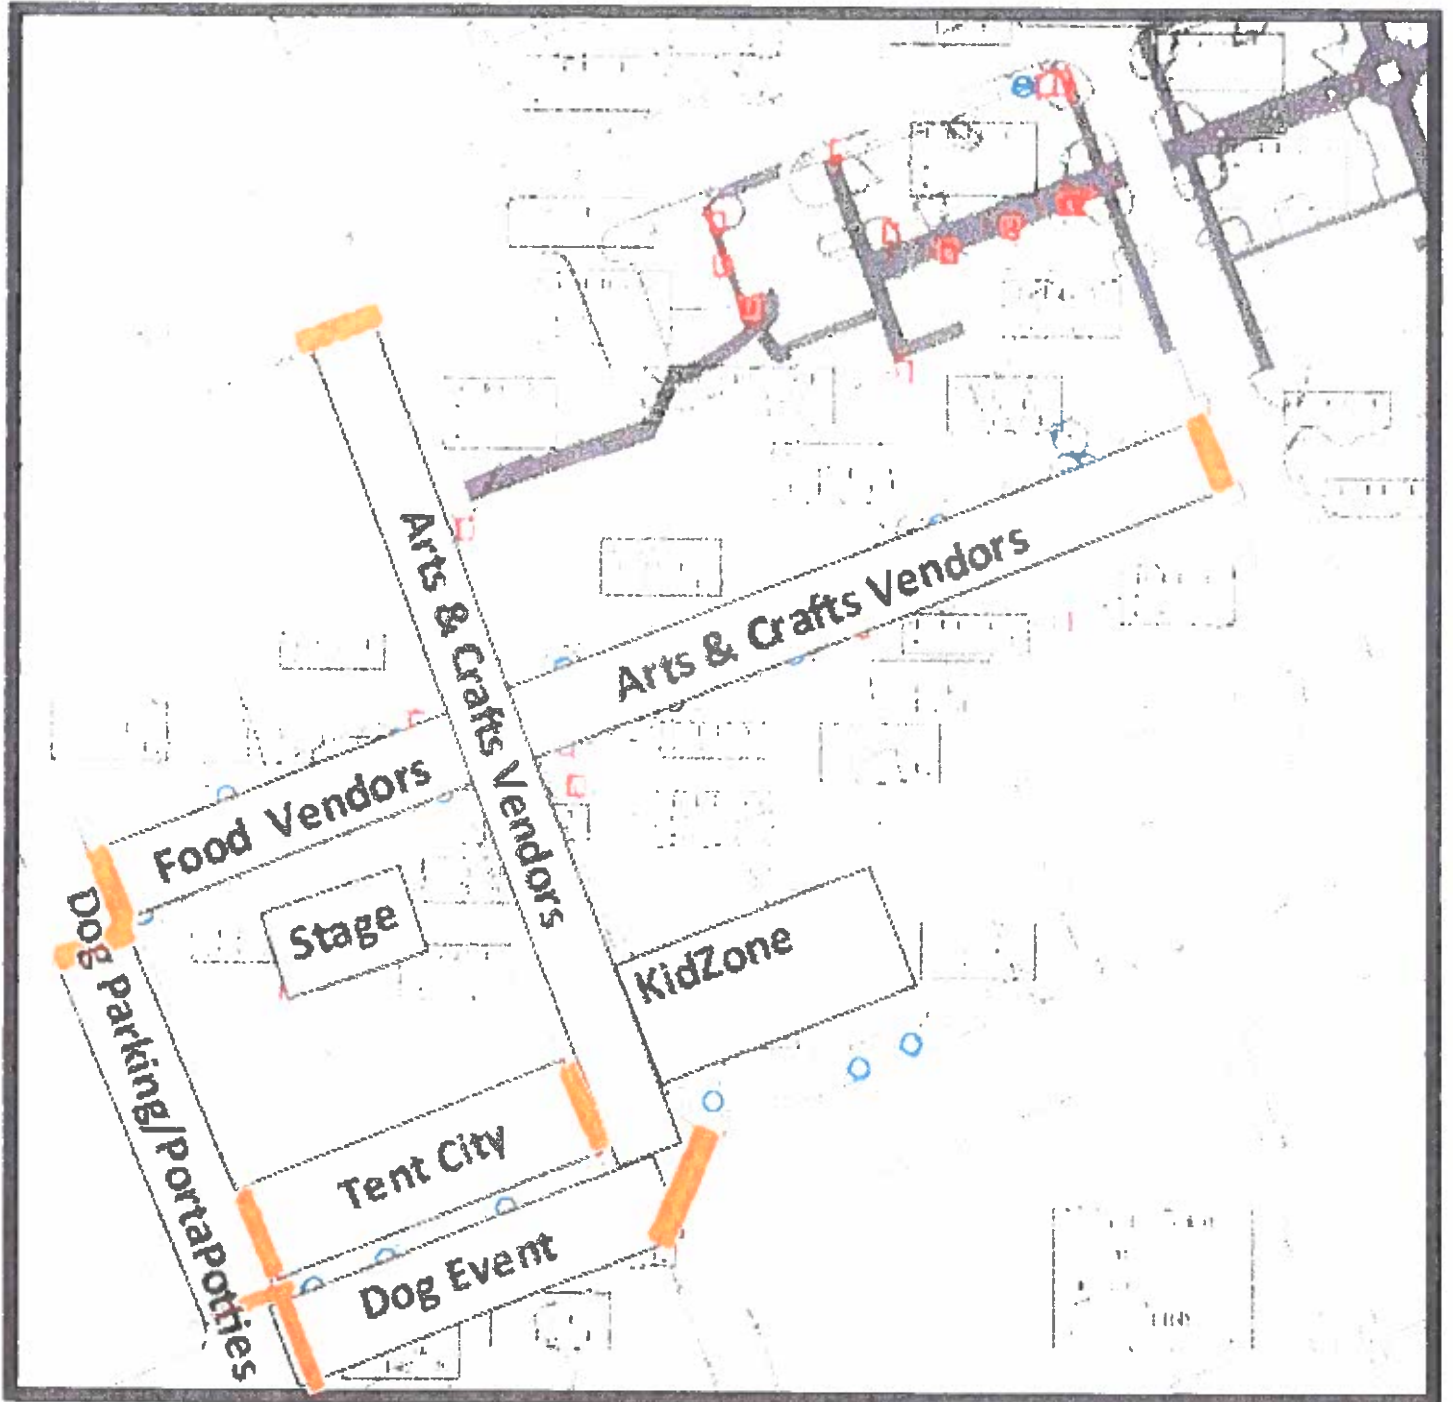 Arts & Crafts Vendors
Arts & Crafts Vendors
Food Vendors
Stage
KidZone
Dog Parking/PortaPotties
Tent City
Dog Event